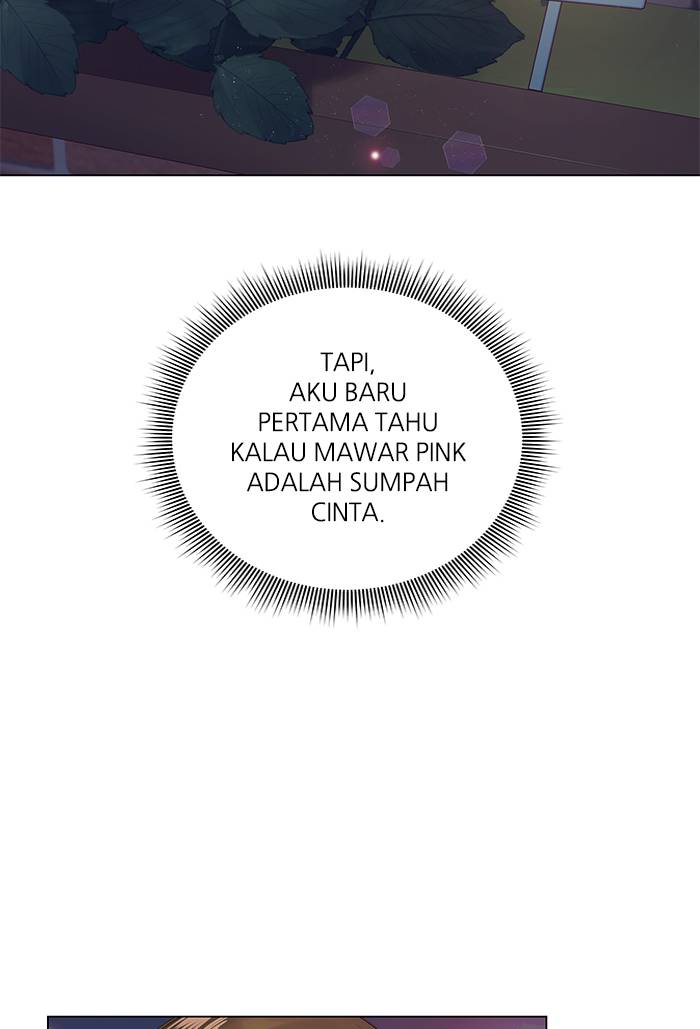 TAPI,
AKU BARU
PERTAMA TAHU
KALAU MAWAR PINK
ADALAH SUMPAH
CINTA.